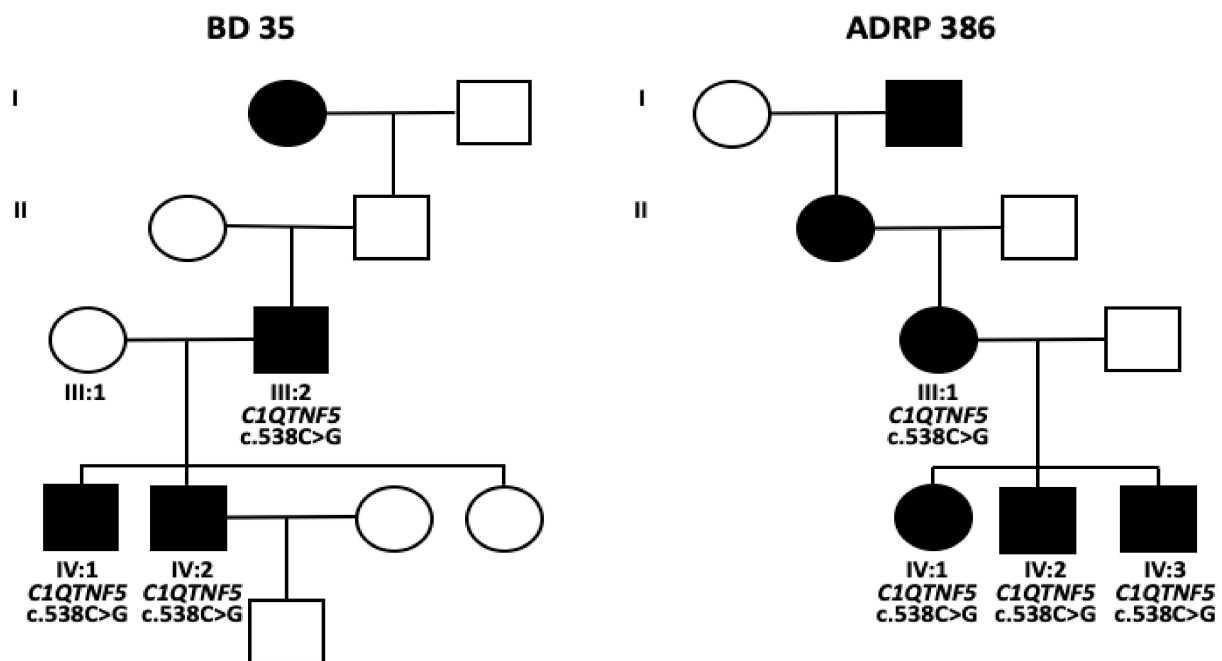 BD 35
I
II
III:1
III:2
C1QTNF5
c.538C>G
IV:1
C1QTNF5
c.538C>G
IV:2
C1QTNF5
c.538C>G
ADRP 386
I
II
III:1
C1QTNF5
c.538C>G
IV:1
C1QTNF5
c.538C>G
IV:2
C1QTNF5
c.538C>G
IV:3
C1QTNF5
c.538C>G